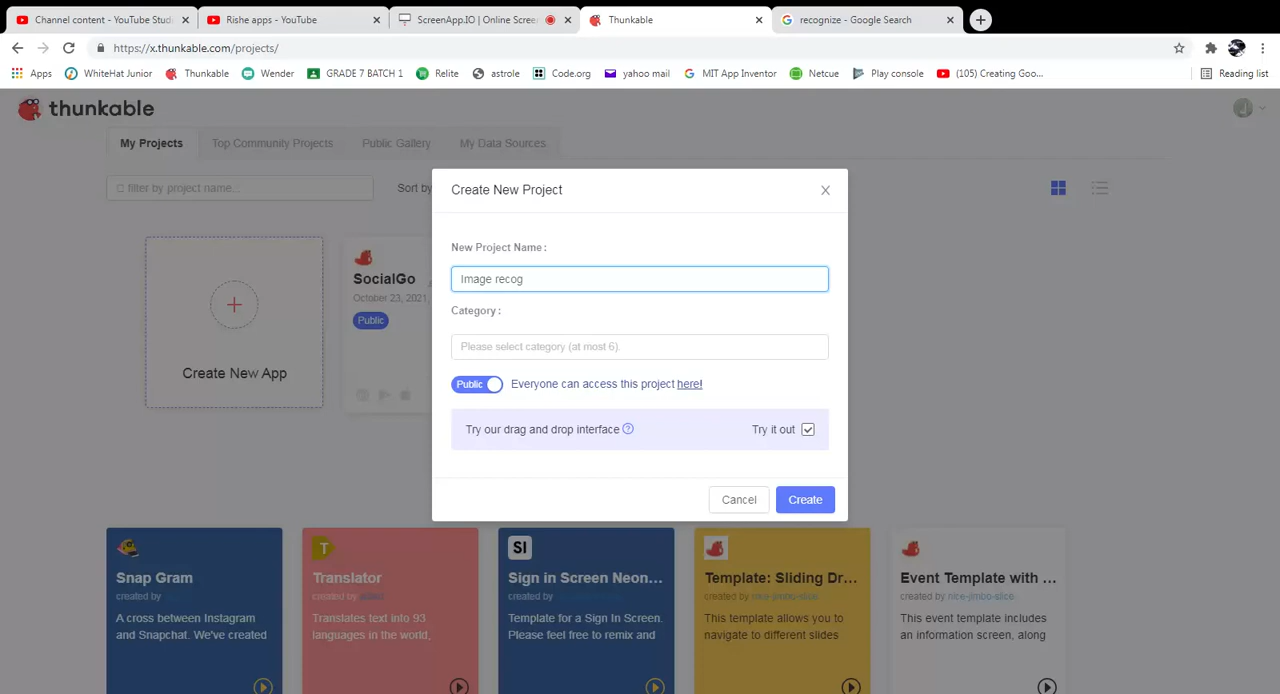 Channel content - YouTube Stud
Rishe apps - YouTube
ScreenApp.IO | Online Screen
Thunkable
recognize - Google Search
https://x.thunkable.com/projects/
Apps
WhiteHat Junior
Thunkable
Wender
GRADE 7 BATCH 1
Relite
astrole
Code.org
yahoo mail
MIT App Inventor
Netcue
Play console
(105) Creating Goo...
Reading list
thunkable
J
My Projects
Top Community Projects
Public Gallery
My Data Sources
filter by project name...
Sort by
Create New Project
New Project Name :
Image recog
Category :
Please select category (at most 6).
Public
Everyone can access this project here!
Try our drag and drop interface
Try it out
Cancel
Create
Create New App
SocialGo
October 23, 2021,
Public
Snap Gram
created by
A cross between Instagram
and Snapchat. We've created
T
Translator
created by
Translates text into 93
languages in the world,
SI
Sign in Screen Neon...
created by
Template for a Sign In Screen.
Please feel free to remix and
Template: Sliding Dr...
created by nice-jimbo-slice
This template allows you to
navigate to different slides
Event Template with ...
created by nice-jimbo-slice
This event template includes
an information screen, along